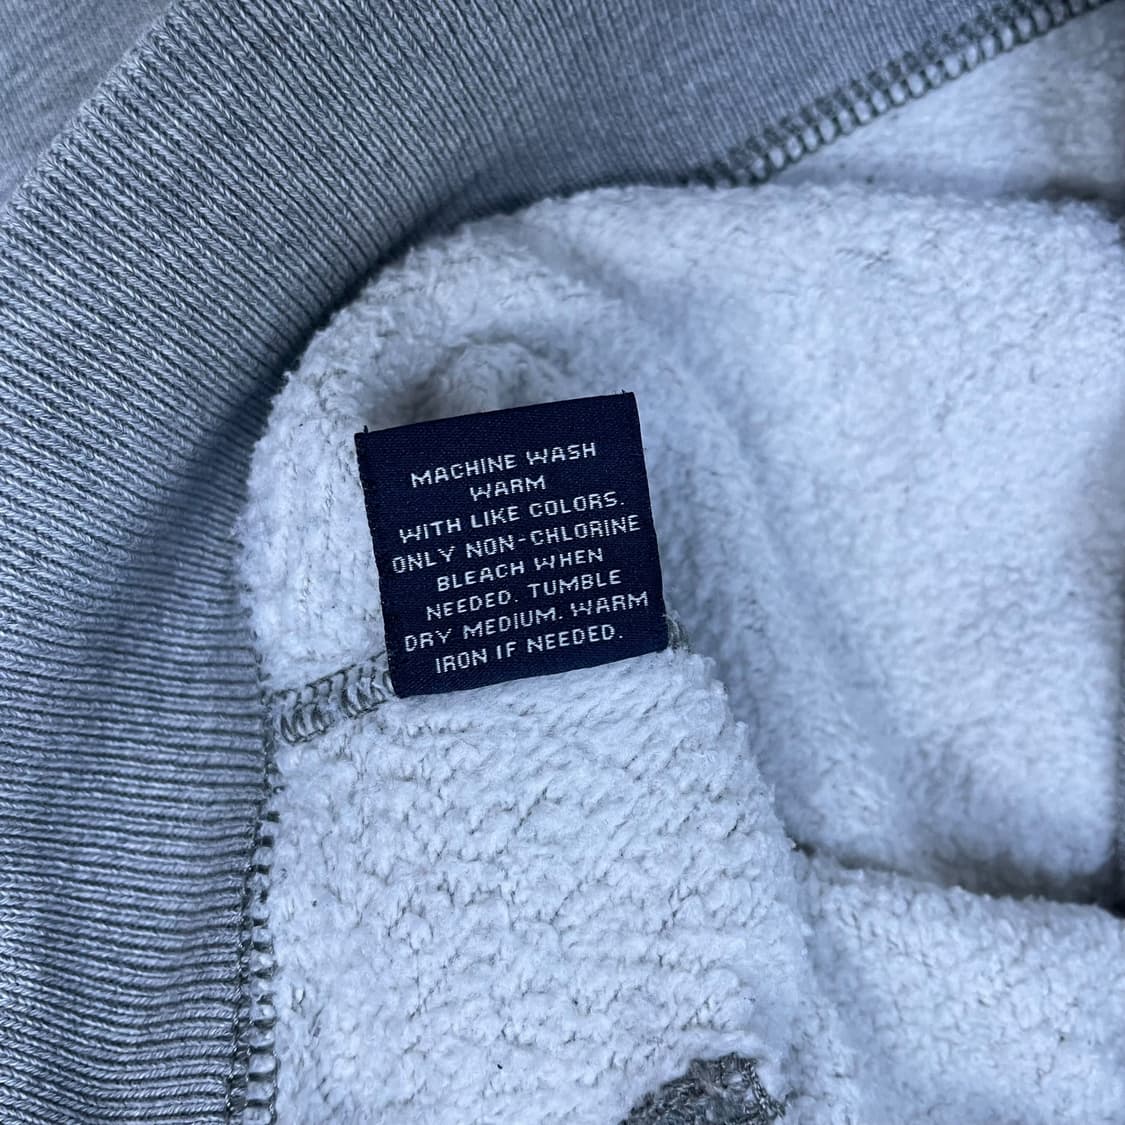 MACHINE WASH
WARM
WITH LIKE COLORS.
ONLY NON-CHLORINE
BLEACH WHEN
NEEDED. TUMBLE
DRY MEDIUM. WARM
IRON IF NEEDED.